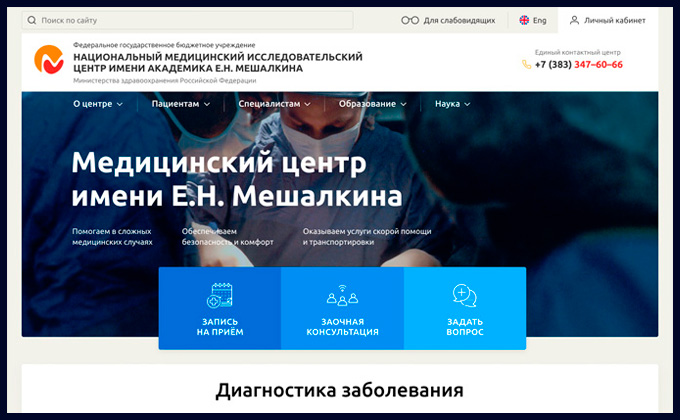 Поиск по сайту
Для слабовидящих
Eng
Личный кабинет
Федеральное государственное бюджетное учреждение
НАЦИОНАЛЬНЫЙ МЕДИЦИНСКИЙ ИССЛЕДОВАТЕЛЬСКИЙ
ЦЕНТР ИМЕНИ АКАДЕМИКА Е.Н. МЕШАЛКИНА
Министерства здравоохранения Российской Федерации
Единый контактный центр
+7 (383) 347–60–66
О центре
Пациентам
Специалистам
Образование
Наука
Медицинский центр
имени Е.Н. Мешалкина
Помогаем в сложных
медицинских случаях
Обеспечиваем
безопасность и комфорт
Оказываем услуги скорой помощи
и транспортировки
ЗАПИСЬ
НА ПРИЁМ
ЗАОЧНАЯ
КОНСУЛЬТАЦИЯ
ЗАДАТЬ
ВОПРОС
Диагностика заболевания